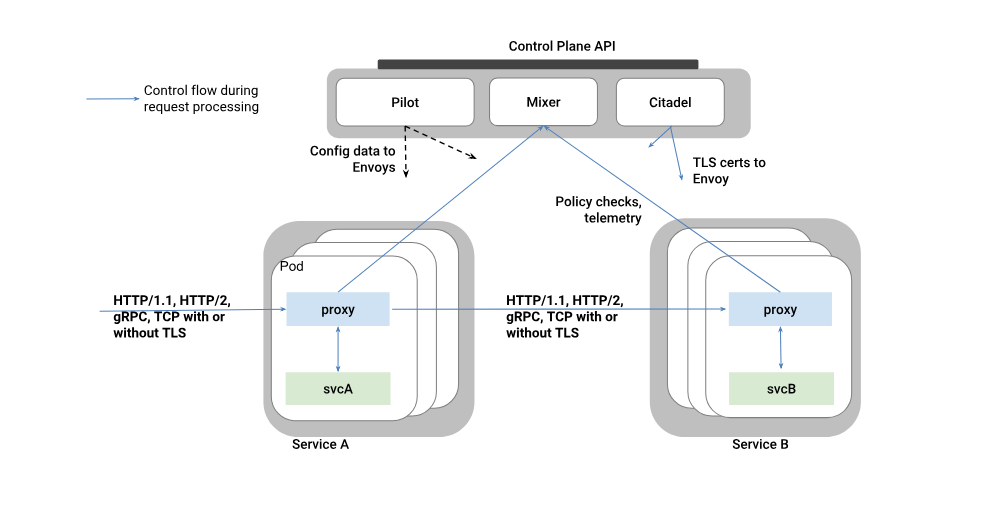 Control Plane API
Control flow during
request processing
Pilot
Mixer
Citadel
Config data to
Envoys
TLS certs to
Envoy
Policy checks,
telemetry
Pod
HTTP/1.1, HTTP/2,
gRPC, TCP with or
without TLS
proxy
HTTP/1.1, HTTP/2,
gRPC, TCP with or
without TLS
proxy
svcA
svcB
Service A
Service B